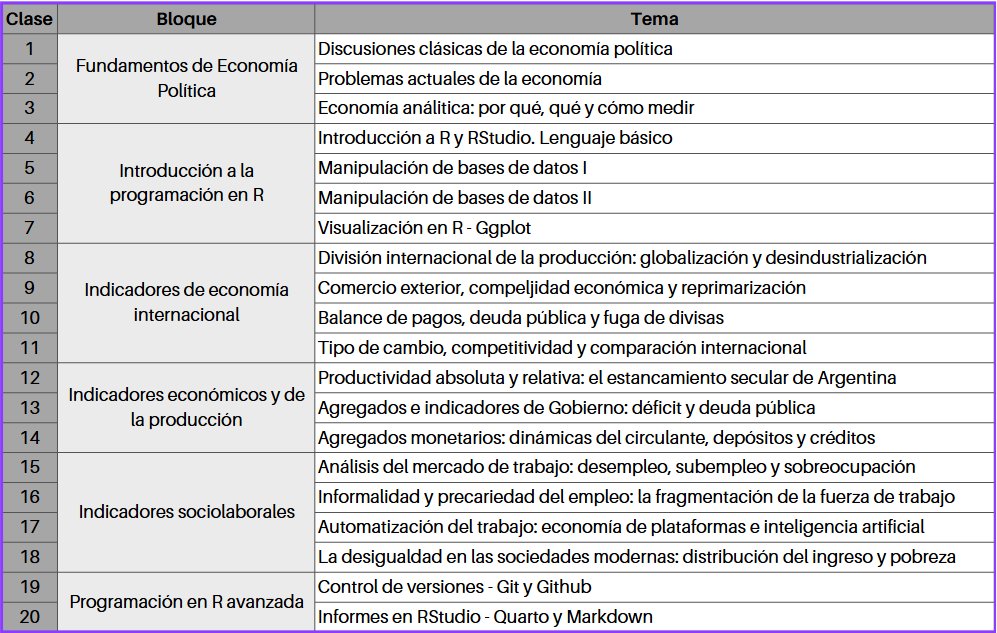 Clase Bloque Tema
Fundamentos de Economía
Política
1 Discusiones clásicas de la economía política
2 Problemas actuales de la economía
3 Economía análitica: por qué, qué y cómo medir
Introducción a la
programación en R
4 Introducción a R y RStudio. Lenguaje básico
5 Manipulación de bases de datos I
6 Manipulación de bases de datos II
7 Visualización en R - Ggplot
Indicadores de economía
internacional
8 División internacional de la producción: globalización y desindustrialización
9 Comercio exterior, compeljidad económica y reprimarización
10 Balance de pagos, deuda pública y fuga de divisas
11 Tipo de cambio, competitividad y comparación internacional
Indicadores económicos y de
la producción
12 Productividad absoluta y relativa: el estancamiento secular de Argentina
13 Agregados e indicadores de Gobierno: déficit y deuda pública
14 Agregados monetarios: dinámicas del circulante, depósitos y créditos
Indicadores sociolaborales
15 Análisis del mercado de trabajo: desempleo, subempleo y sobreocupación
16 Informalidad y precariedad del empleo: la fragmentación de la fuerza de trabajo
17 Automatización del trabajo: economía de plataformas e inteligencia artificial
18 La desigualdad en las sociedades modernas: distribución del ingreso y pobreza
Programación en R avanzada
19 Control de versiones - Git y Github
20 Informes en RStudio - Quarto y Markdown